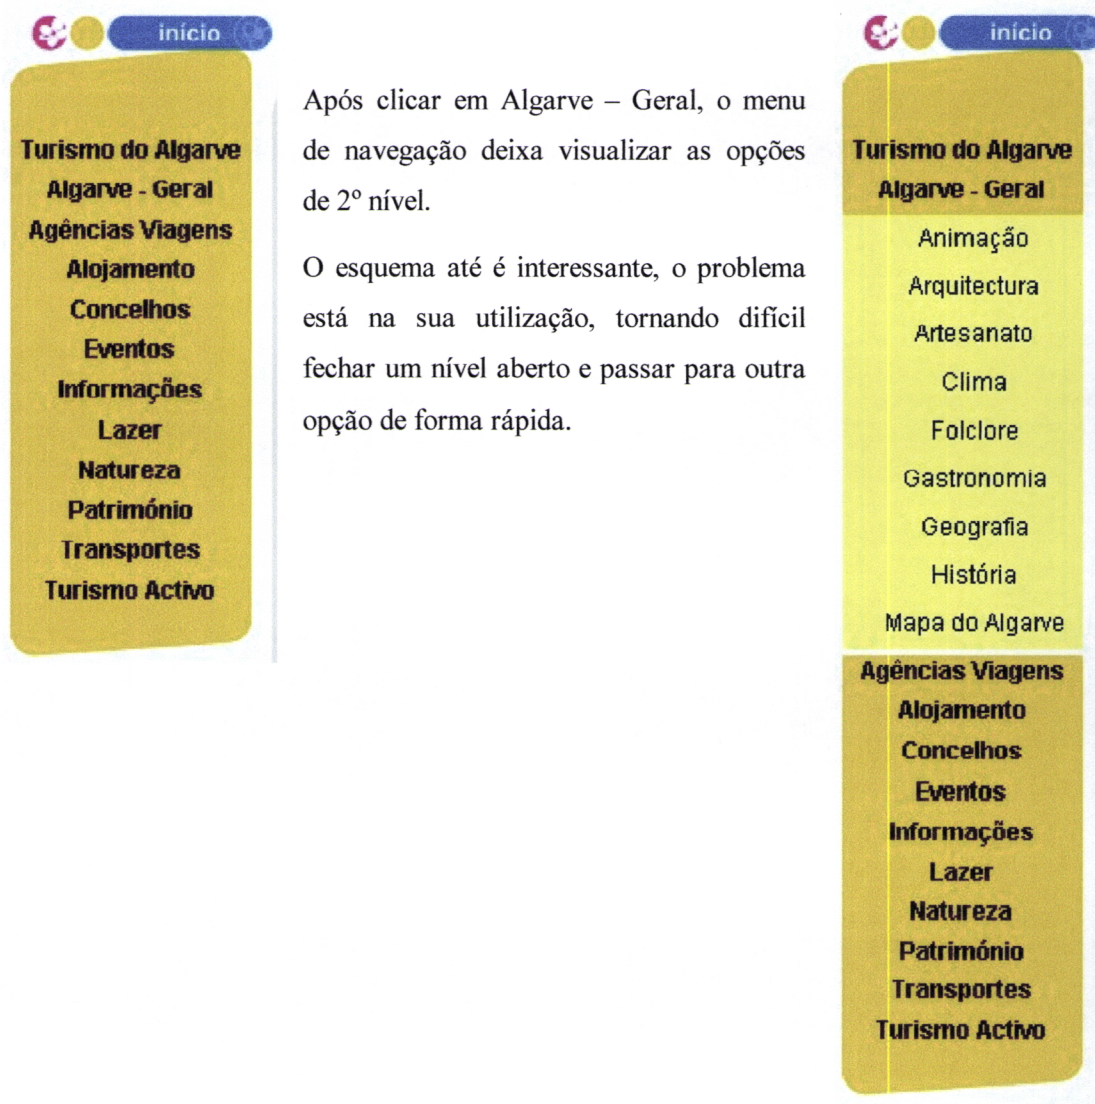 início
Turismo do Algarve
Algarve - Geral
Agências Viagens
Alojamento
Concelhos
Eventos
Informações
Lazer
Natureza
Património
Transportes
Turismo Activo
Após clicar em Algarve – Geral, o menu
de navegação deixa visualizar as opções
de 2º nível.
O esquema até é interessante, o problema
está na sua utilização, tornando difícil
fechar um nível aberto e passar para outra
opção de forma rápida.
início
Turismo do Algarve
Algarve - Geral
Animação
Arquitectura
Artesanato
Clima
Folclore
Gastronomia
Geografia
História
Mapa do Algarve
Agências Viagens
Alojamento
Concelhos
Eventos
Informações
Lazer
Natureza
Património
Transportes
Turismo Activo